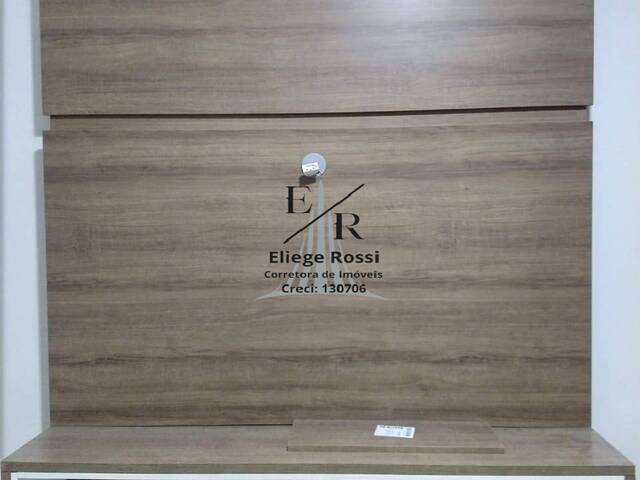 E R
Eliege Rossi
Corretora de Imóveis
Creci: 130706